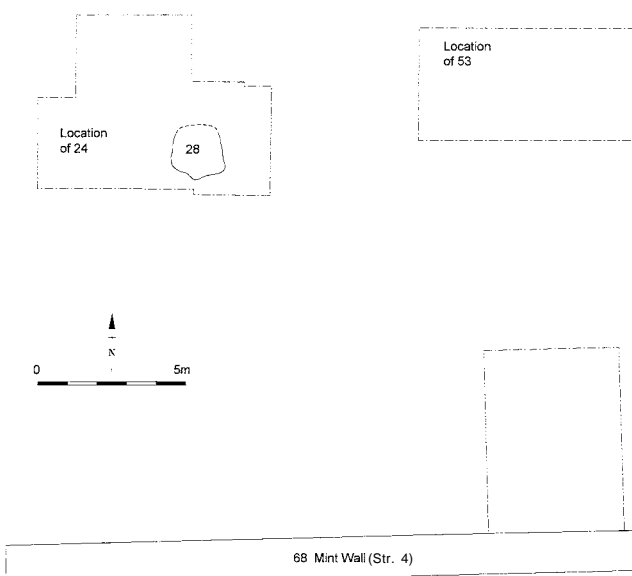 Location
of 53
Location
of 24
28
N
0 5m
68 Mint Wall (Str. 4)